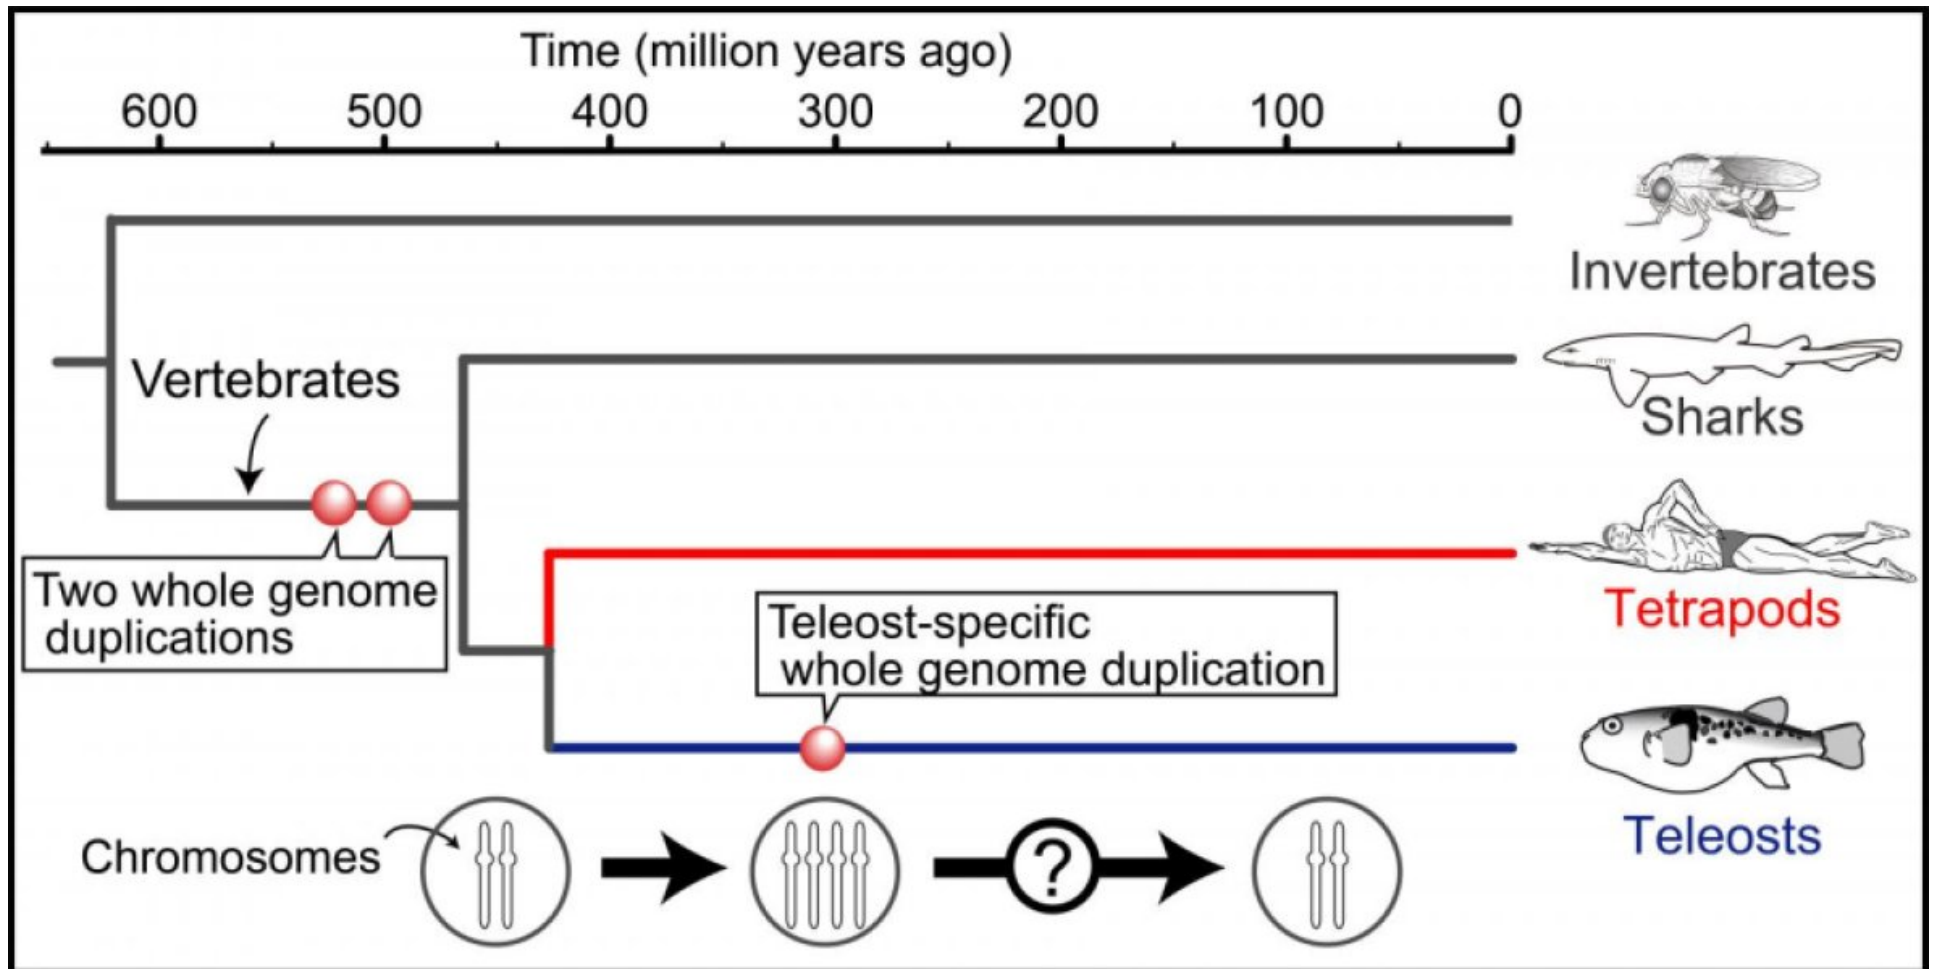 Time (million years ago)
600 500 400 300 200 100 0
Invertebrates
Vertebrates
Sharks
Two whole genome
duplications
Teleost-specific
whole genome duplication
Tetrapods
Chromosomes
?
Teleosts